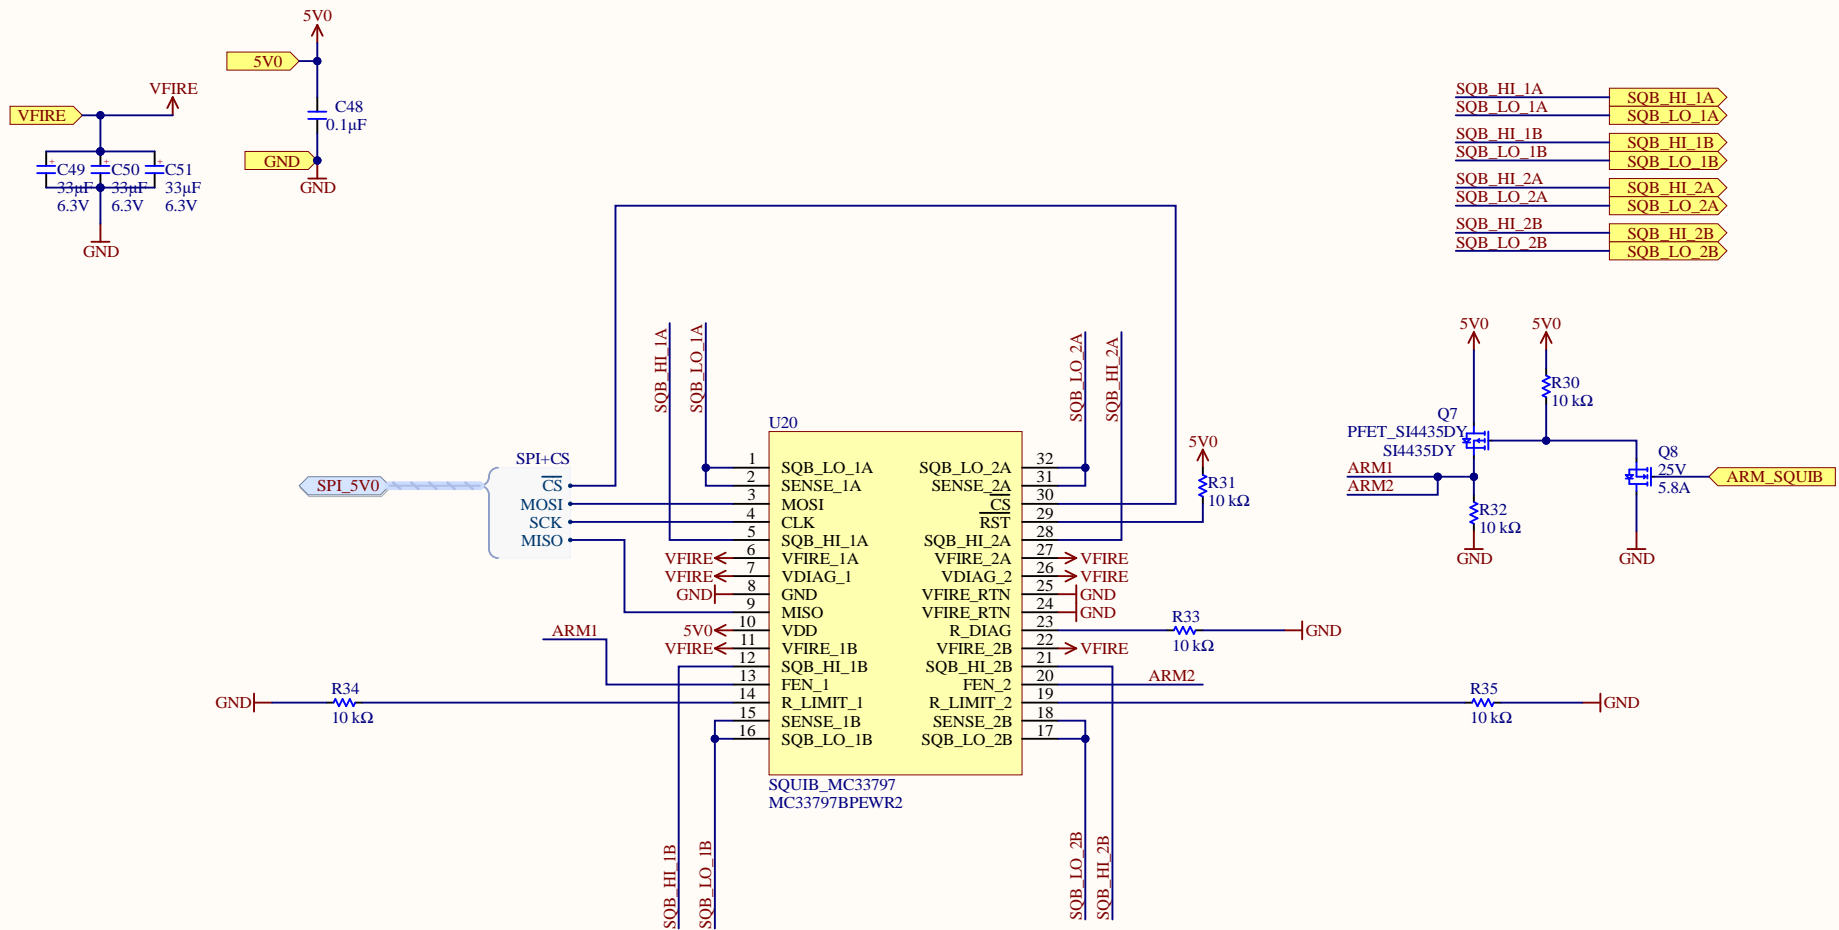 5V0
5V0
C48
0.1µF
GND
GND
VFIRE
VFIRE
C49
33µF
6.3V
C50
33µF
6.3V
C51
33µF
6.3V
GND
SQB_HI_1A
SQB_HI_1A
SQB_LO_1A
SQB_LO_1A
SQB_HI_1B
SQB_HI_1B
SQB_LO_1B
SQB_LO_1B
SQB_HI_2A
SQB_HI_2A
SQB_LO_2A
SQB_LO_2A
SQB_HI_2B
SQB_HI_2B
SQB_LO_2B
SQB_LO_2B
SQB_HI_1A
SQB_LO_1A
SQB_LO_2A
SQB_HI_2A
SPI_5V0
SPI+CS
CS
MOSI
SCK
MISO
U20
1 SQB_LO_1A
2 SENSE_1A
3 MOSI
4 CLK
5 SQB_HI_1A
VFIRE 6 VFIRE_1A
VFIRE 7 VDIAG_1
GND 8 GND
9 MISO
5V0 10 VDD
VFIRE 11 VFIRE_1B
12 SQB_HI_1B
13 FEN_1
14 R_LIMIT_1
15 SENSE_1B
16 SQB_LO_1B
SQB_LO_2A 32
SENSE_2A 31
CS 30
RST 29
SQB_HI_2A 28
VFIRE_2A 27 VFIRE
VDIAG_2 26 VFIRE
VFIRE_RTN 25 GND
VFIRE_RTN 24 GND
R_DIAG 23
VFIRE_2B 22 VFIRE
SQB_HI_2B 21
FEN_2 20
R_LIMIT_2 19
SENSE_2B 18
SQB_LO_2B 17
SQUIB_MC33797
MC33797BPEWR2
ARM1
GND
R34
10 kΩ
5V0
R31
10 kΩ
R33
10 kΩ
GND
ARM2
R35
10 kΩ
GND
SQB_HI_1B
SQB_LO_1B
SQB_LO_2B
SQB_HI_2B
5V0
5V0
R30
10 kΩ
Q7
PFET_SI4435DY
SI4435DY
ARM1
ARM2
R32
10 kΩ
GND
Q8
25V
5.8A
ARM_SQUIB
GND